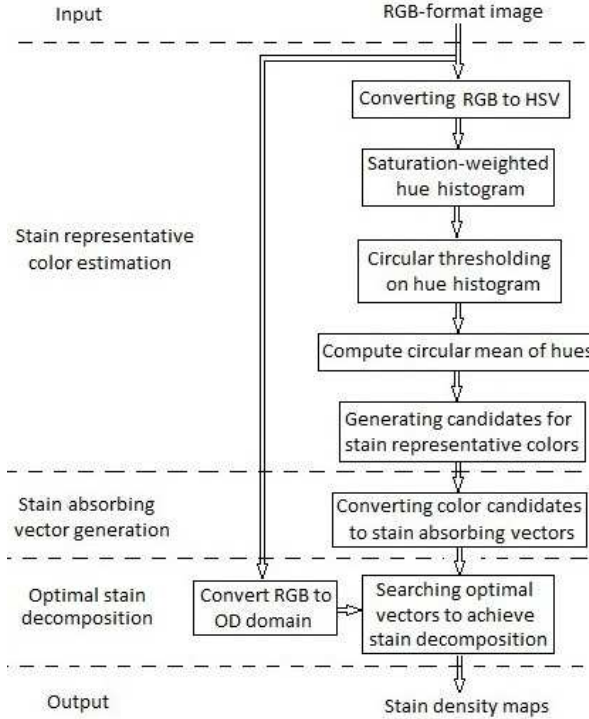 Input
RGB-format image
Converting RGB to HSV
Saturation-weighted
hue histogram
Stain representative
color estimation
Circular thresholding
on hue histogram
Compute circular mean of hues
Generating candidates for
stain representative colors
Stain absorbing
vector generation
Converting color candidates
to stain absorbing vectors
Optimal stain
decomposition
Convert RGB to
OD domain
Searching optimal
vectors to achieve
stain decomposition
Output
Stain density maps